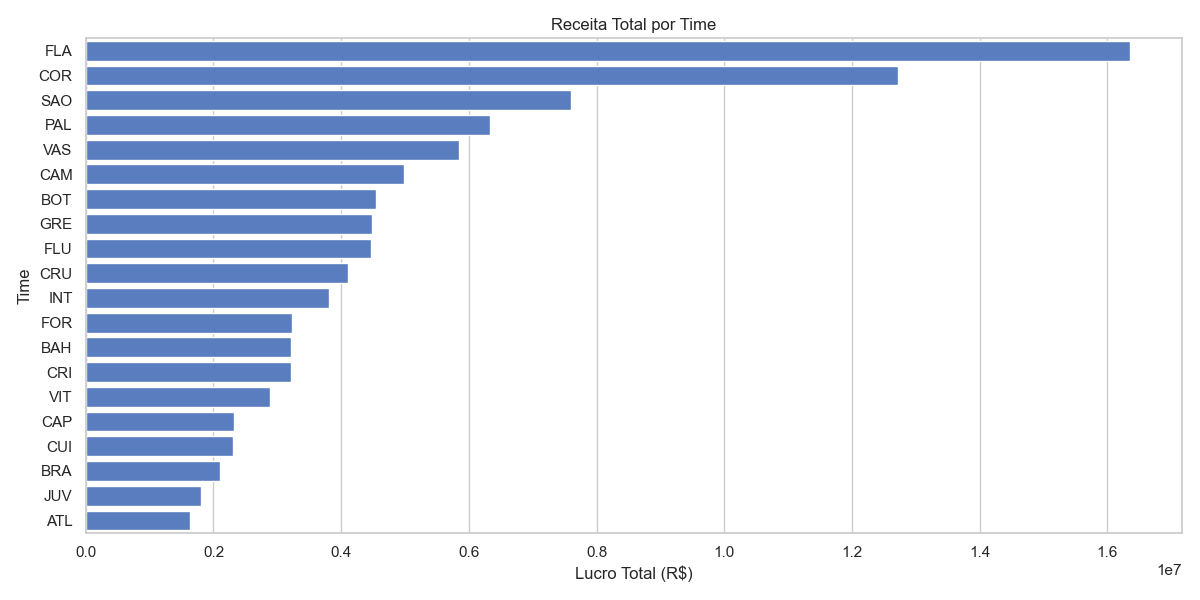 Receita Total por Time
FLA
COR
SAO
PAL
VAS
CAM
BOT
GRE
FLU
CRU
INT
FOR
BAH
CRI
VIT
CAP
CUI
BRA
JUV
ATL
Time
0.0 0.2 0.4 0.6 0.8 1.0 1.2 1.4 1.6
1e7
Lucro Total (R$)